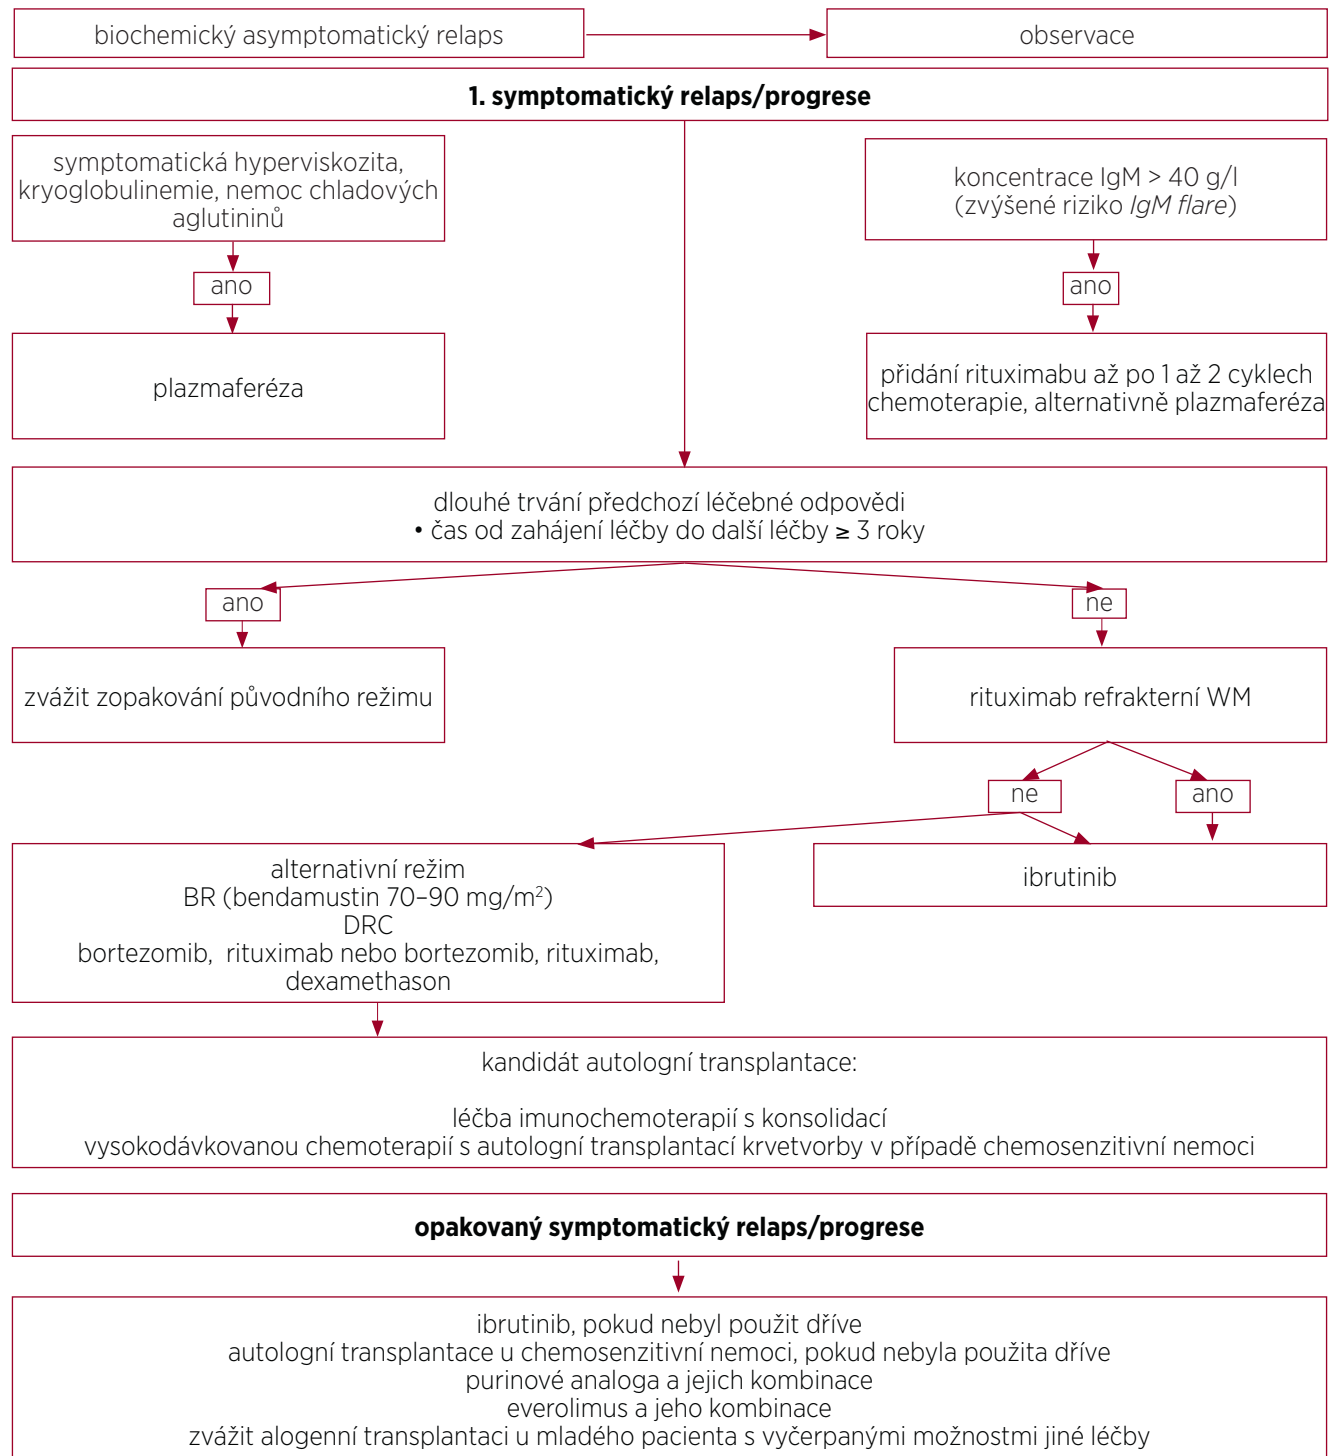 biochemický asymptomatický relaps
observace
1. symptomatický relaps/progrese
symptomatická hyperviskozita,
kryoglobulinemie, nemoc chladových
aglutininů
koncentrace IgM > 40 g/l
(zvýšené riziko IgM flare)
ano
ano
plazmaferéza
přidání rituximabu až po 1 až 2 cyklech
chemoterapie, alternativně plazmaferéza
dlouhé trvání předchozí léčebné odpovědi
• čas od zahájení léčby do další léčby ≥ 3 roky
ano
ne
zvážit zopakování původního režimu
rituximab refrakterní WM
ne
ano
alternativní režim
BR (bendamustin 70–90 mg/m²)
DRC
bortezomib, rituximab nebo bortezomib, rituximab,
dexamethason
ibrutinib
kandidát autologní transplantace:
léčba imunochemoterapií s konsolidací
vysokodávkovanou chemoterapií s autologní transplantací krvetvorby v případě chemosenzitivní nemoci
opakovaný symptomatický relaps/progrese
ibrutinib, pokud nebyl použit dříve
autologní transplantace u chemosenzitivní nemoci, pokud nebyla použita dříve
purinové analoga a jejich kombinace
everolimus a jeho kombinace
zvážit alogenní transplantaci u mladého pacienta s vyčerpanými možnostmi jiné léčby